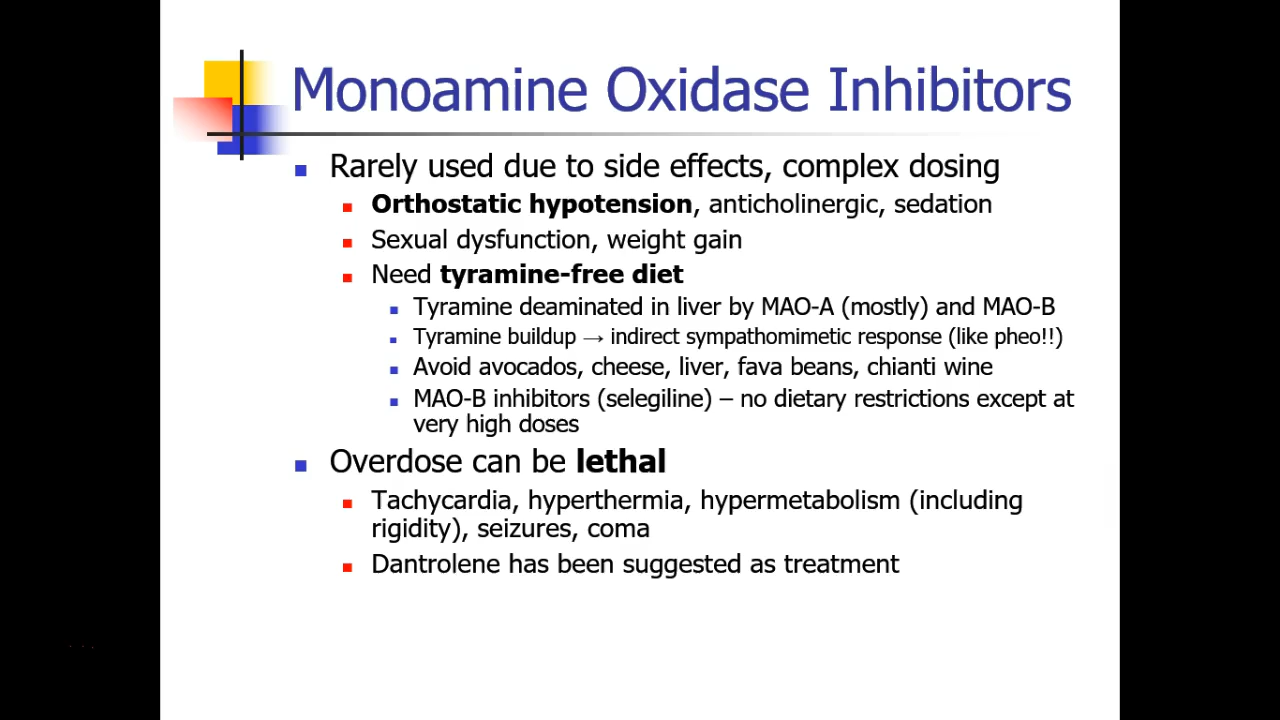 Monoamine Oxidase Inhibitors
Rarely used due to side effects, complex dosing
Orthostatic hypotension, anticholinergic, sedation
Sexual dysfunction, weight gain
Need tyramine-free diet
Tyramine deaminated in liver by MAO-A (mostly) and MAO-B
Tyramine buildup → indirect sympathomimetic response (like pheo!!)
Avoid avocados, cheese, liver, fava beans, chianti wine
MAO-B inhibitors (selegiline) – no dietary restrictions except at
very high doses
Overdose can be lethal
Tachycardia, hyperthermia, hypermetabolism (including
rigidity), seizures, coma
Dantrolene has been suggested as treatment